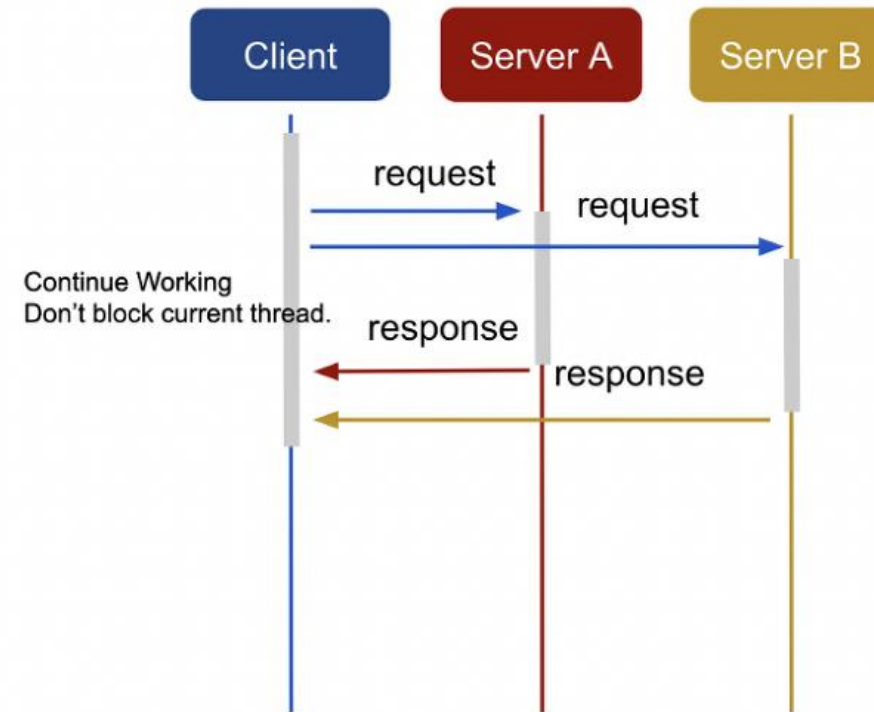 Client
Server A
Server B
request
request
Continue Working
Don't block current thread.
response
response